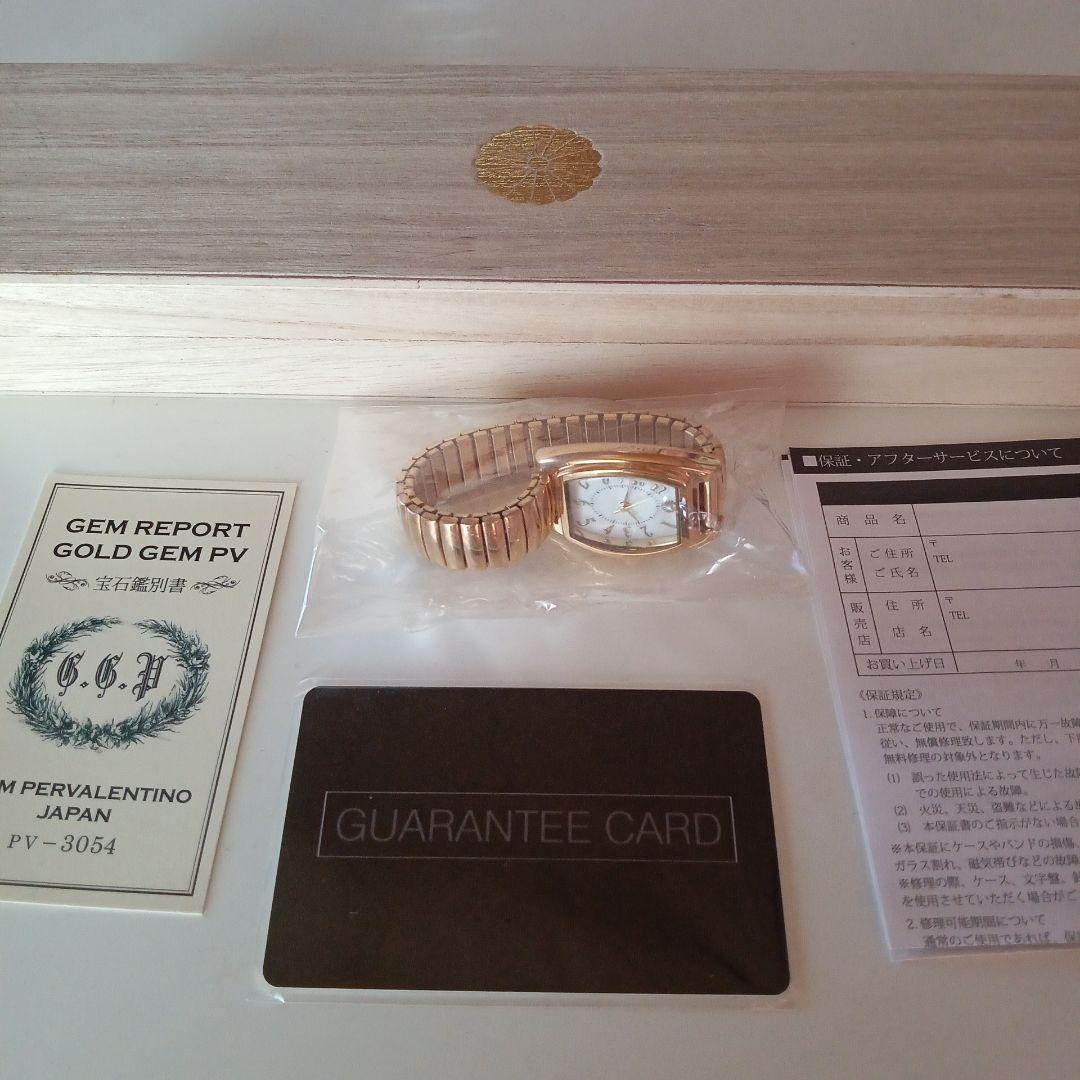 GEM REPORT
GOLD GEM PV
宝石鑑別書
G.G.P
M PERVALENTINO
JAPAN
PV-3054
GUARANTEE CARD
■保証・アフターサービスについて
商品名
お客様
ご住所
ご氏名
〒
TEL
販売店
住所
店名
〒
TEL
お買い上げ日
年 月
《保証規定》
1. 保障について
正常なご使用で、保証期間内に万一故障
従い、無償修理致します。ただし、下
無料修理の対象外となります。
(1) 誤った使用法によって生じた故
での使用による故障。
(2) 火災、天災、盗難などによる
(3) 本保証書のご指示がない場合
※本保証にケースやバンドの損傷、
ガラス割れ、磁気帯びなどの故障
※修理の際、ケース、文字盤、
を使用させていただく場合がご
2. 修理可能期間について
通常のご使用であれば、保